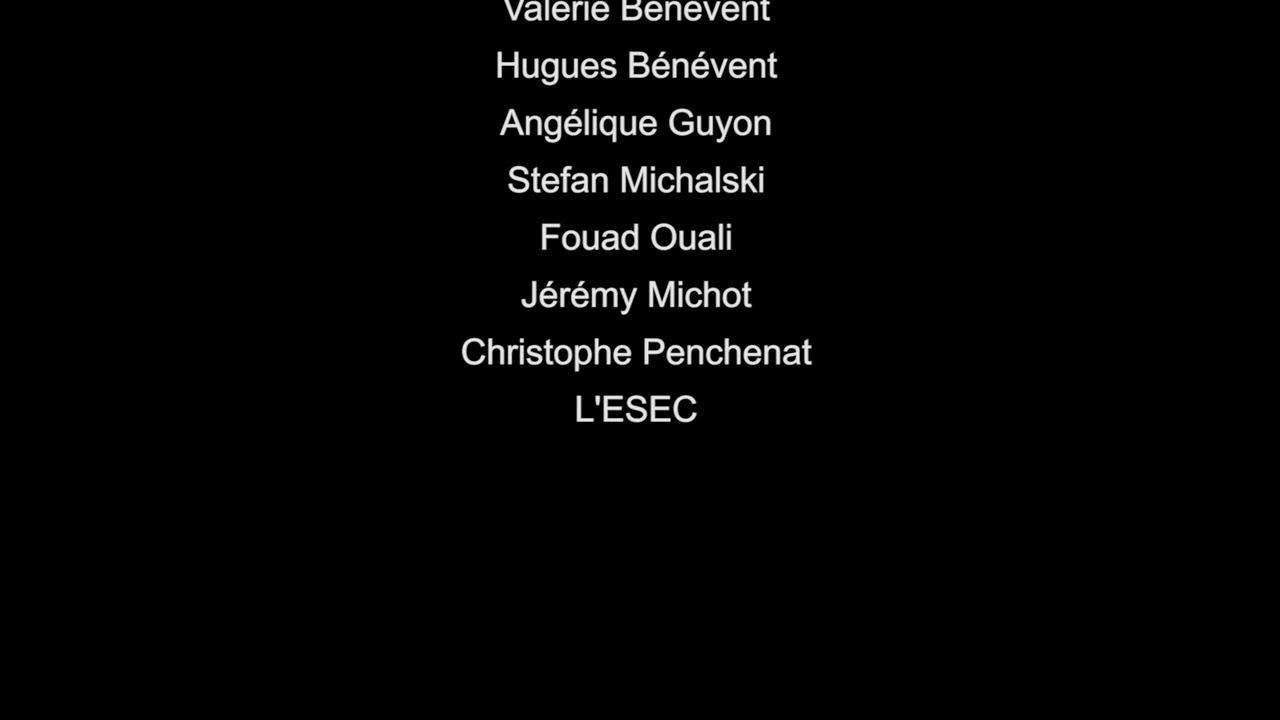 Valérie Bénévent
Hugues Bénévent
Angélique Guyon
Stefan Michalski
Fouad Ouali
Jérémy Michot
Christophe Penchenat
L'ESEC